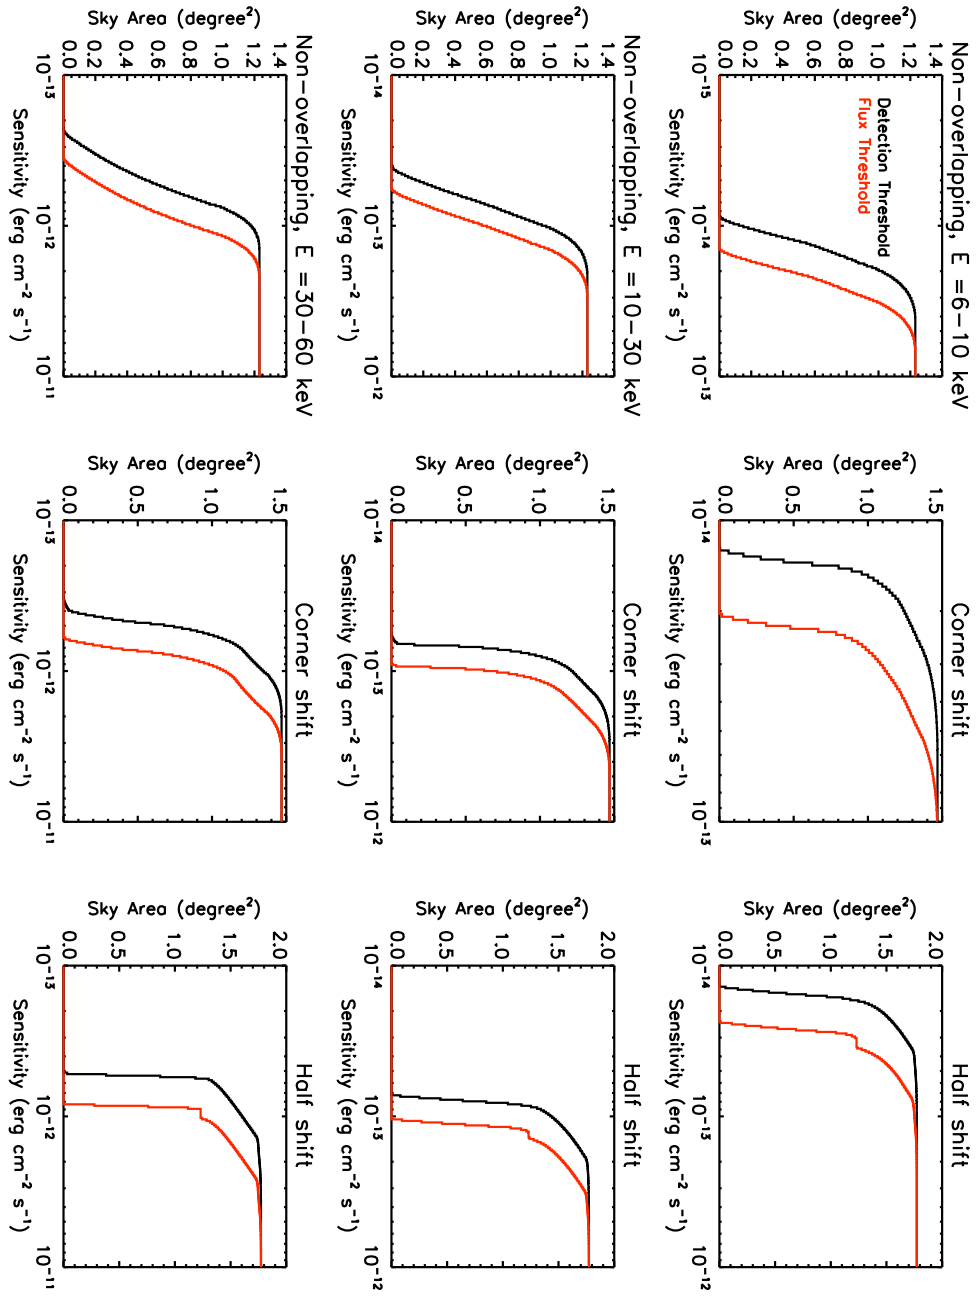 Non-overlapping, E =6-10 keV
Sky Area (degree²)
1.4
1.2
1.0
0.8
0.6
0.4
0.2
0.0
Detection Threshold
Flux Threshold
10⁻¹⁵ 10⁻¹⁴ 10⁻¹³
Sensitivity (erg cm⁻² s⁻¹)
Corner shift
Sky Area (degree²)
1.5
1.0
0.5
0.0
10⁻¹⁴ 10⁻¹³
Sensitivity (erg cm⁻² s⁻¹)
Half shift
Sky Area (degree²)
2.0
1.5
1.0
0.5
0.0
10⁻¹⁴ 10⁻¹³ 10⁻¹²
Sensitivity (erg cm⁻² s⁻¹)
Non-overlapping, E =10-30 keV
Sky Area (degree²)
1.4
1.2
1.0
0.8
0.6
0.4
0.2
0.0
10⁻¹⁴ 10⁻¹³ 10⁻¹²
Sensitivity (erg cm⁻² s⁻¹)
Corner shift
Sky Area (degree²)
1.5
1.0
0.5
0.0
10⁻¹⁴ 10⁻¹³ 10⁻¹²
Sensitivity (erg cm⁻² s⁻¹)
Half shift
Sky Area (degree²)
2.0
1.5
1.0
0.5
0.0
10⁻¹⁴ 10⁻¹³ 10⁻¹²
Sensitivity (erg cm⁻² s⁻¹)
Non-overlapping, E =30-60 keV
Sky Area (degree²)
1.4
1.2
1.0
0.8
0.6
0.4
0.2
0.0
10⁻¹³ 10⁻¹² 10⁻¹¹
Sensitivity (erg cm⁻² s⁻¹)
Corner shift
Sky Area (degree²)
1.5
1.0
0.5
0.0
10⁻¹³ 10⁻¹² 10⁻¹¹
Sensitivity (erg cm⁻² s⁻¹)
Half shift
Sky Area (degree²)
2.0
1.5
1.0
0.5
0.0
10⁻¹³ 10⁻¹² 10⁻¹¹
Sensitivity (erg cm⁻² s⁻¹)